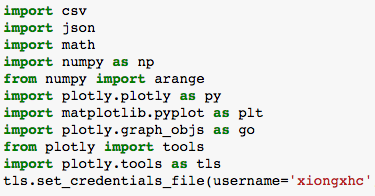 import csv
import json
import math
import numpy as np
from numpy import arange
import plotly.plotly as py
import matplotlib.pyplot as plt
import plotly.graph_objs as go
from plotly import tools
import plotly.tools as tls
tls.set_credentials_file(username='xiongxhc'